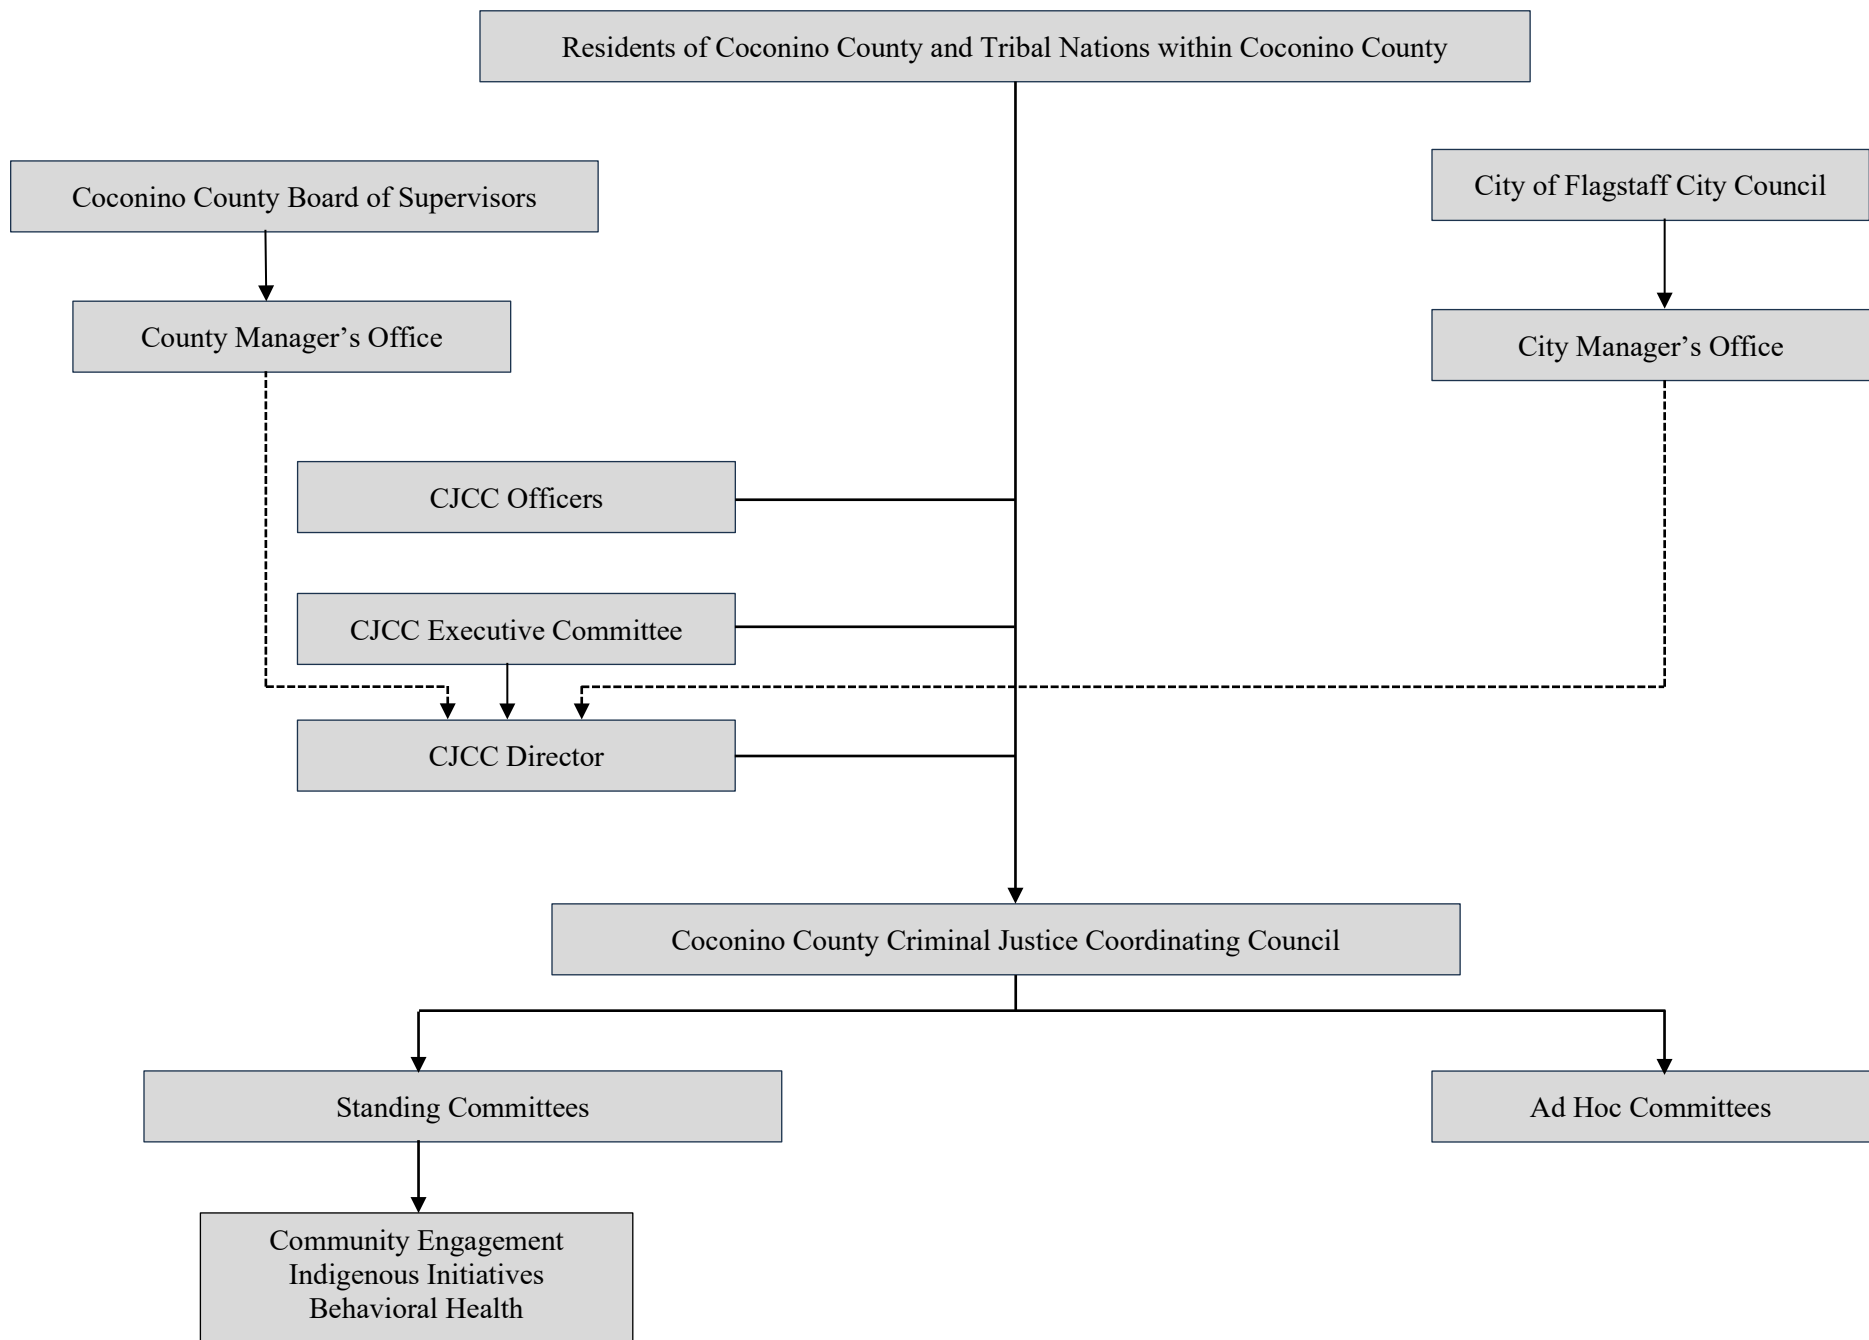 Residents of Coconino County and Tribal Nations within Coconino County
Coconino County Board of Supervisors
City of Flagstaff City Council
County Manager’s Office
City Manager’s Office
CJCC Officers
CJCC Executive Committee
CJCC Director
Coconino County Criminal Justice Coordinating Council
Standing Committees
Ad Hoc Committees
Community Engagement
Indigenous Initiatives
Behavioral Health